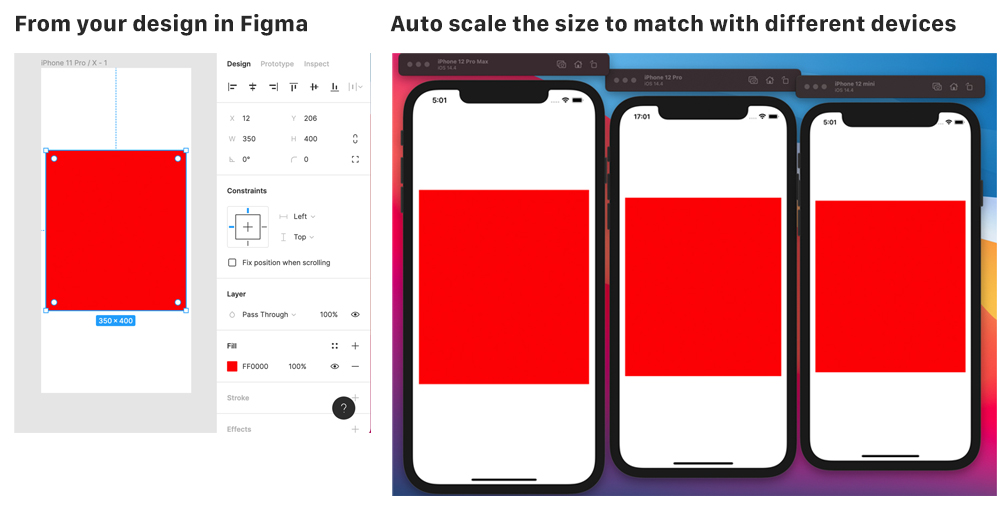 From your design in Figma
Auto scale the size to match with different devices
iPhone 11 Pro / X - 1
Design Prototype Inspect
X 12 Y 206
W 350 H 400
0° 0
Constraints
Left
Top
Fix position when scrolling
Layer
Pass Through 100%
Fill
FF0000 100%
Stroke
?
Effects
350 × 400
iPhone 12 Pro Max
iOS 14.4
5:01
iPhone 12 Pro
iOS 14.4
17:01
iPhone 12 mini
iOS 14.4
5:01